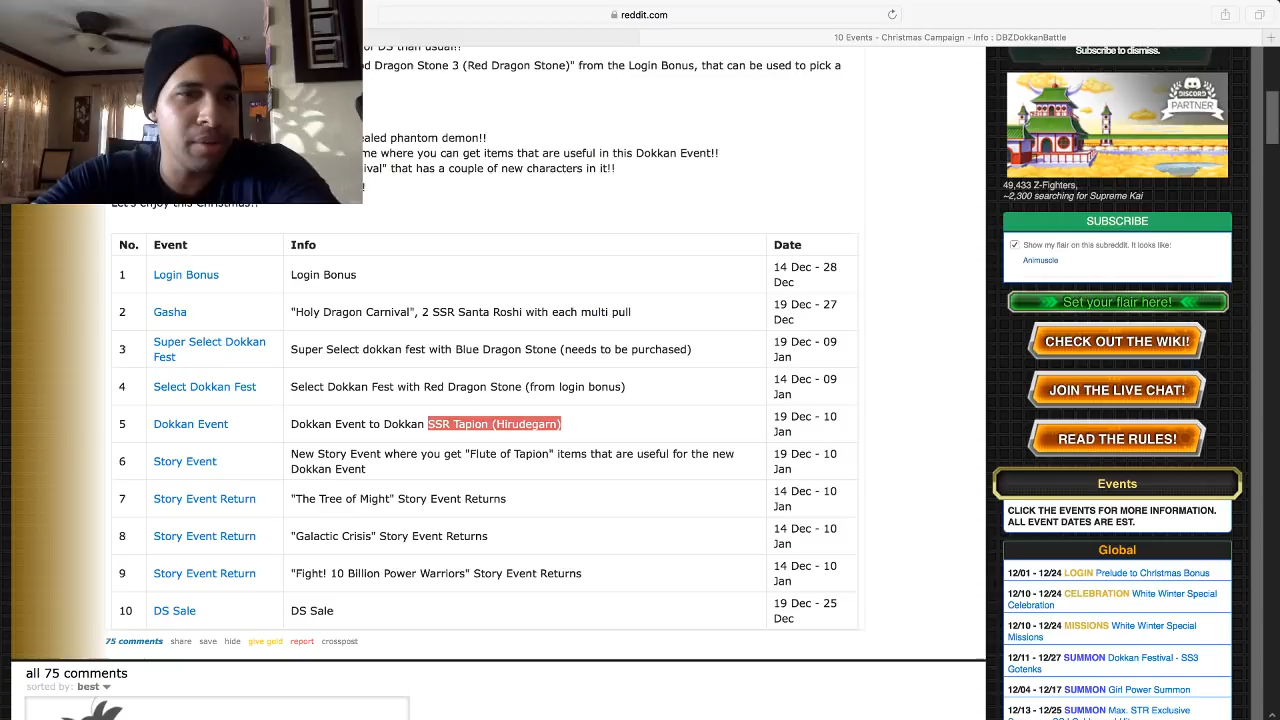 reddit.com
10 Events - Christmas Campaign - Info : DBZDokkanBattle
or DS than usual!!
d Dragon Stone 3 (Red Dragon Stone)" from the Login Bonus, that can be used to pick a
ealed phantom demon!!
me where you can get items that are useful in this Dokkan Event!!
ival" that has a couple of new characters in it!!
!
Let's enjoy this Christmas!!
No. Event Info Date
1 Login Bonus Login Bonus 14 Dec - 28 Dec
2 Gasha "Holy Dragon Carnival", 2 SSR Santa Roshi with each multi pull 19 Dec - 27 Dec
3 Super Select Dokkan Fest Super Select dokkan fest with Blue Dragon Stone (needs to be purchased) 19 Dec - 09 Jan
4 Select Dokkan Fest Select Dokkan Fest with Red Dragon Stone (from login bonus) 14 Dec - 09 Jan
5 Dokkan Event Dokkan Event to Dokkan SSR Tapion (Hirudegarn) 19 Dec - 10 Jan
6 Story Event New Story Event where you get "Flute of Tapion" items that are useful for the new Dokkan Event 19 Dec - 10 Jan
7 Story Event Return "The Tree of Might" Story Event Returns 14 Dec - 10 Jan
8 Story Event Return "Galactic Crisis" Story Event Returns 14 Dec - 10 Jan
9 Story Event Return "Fight! 10 Billion Power Warriors" Story Event Returns 14 Dec - 10 Jan
10 DS Sale DS Sale 19 Dec - 25 Dec
75 comments share save hide give gold report crosspost
all 75 comments
sorted by: best
Subscribe to dismiss.
DISCORD
PARTNER
49,433 Z-Fighters,
~2,300 searching for Supreme Kai
SUBSCRIBE
Show my flair on this subreddit. It looks like:
Animuscle
Set your flair here!
CHECK OUT THE WIKI!
JOIN THE LIVE CHAT!
READ THE RULES!
Events
CLICK THE EVENTS FOR MORE INFORMATION.
ALL EVENT DATES ARE EST.
Global
12/01 - 12/24 LOGIN Prelude to Christmas Bonus
12/10 - 12/24 CELEBRATION White Winter Special
Celebration
12/10 - 12/24 MISSIONS White Winter Special
Missions
12/11 - 12/27 SUMMON Dokkan Festival - SS3
Gotenks
12/04 - 12/17 SUMMON Girl Power Summon
12/13 - 12/25 SUMMON Max. STR Exclusive